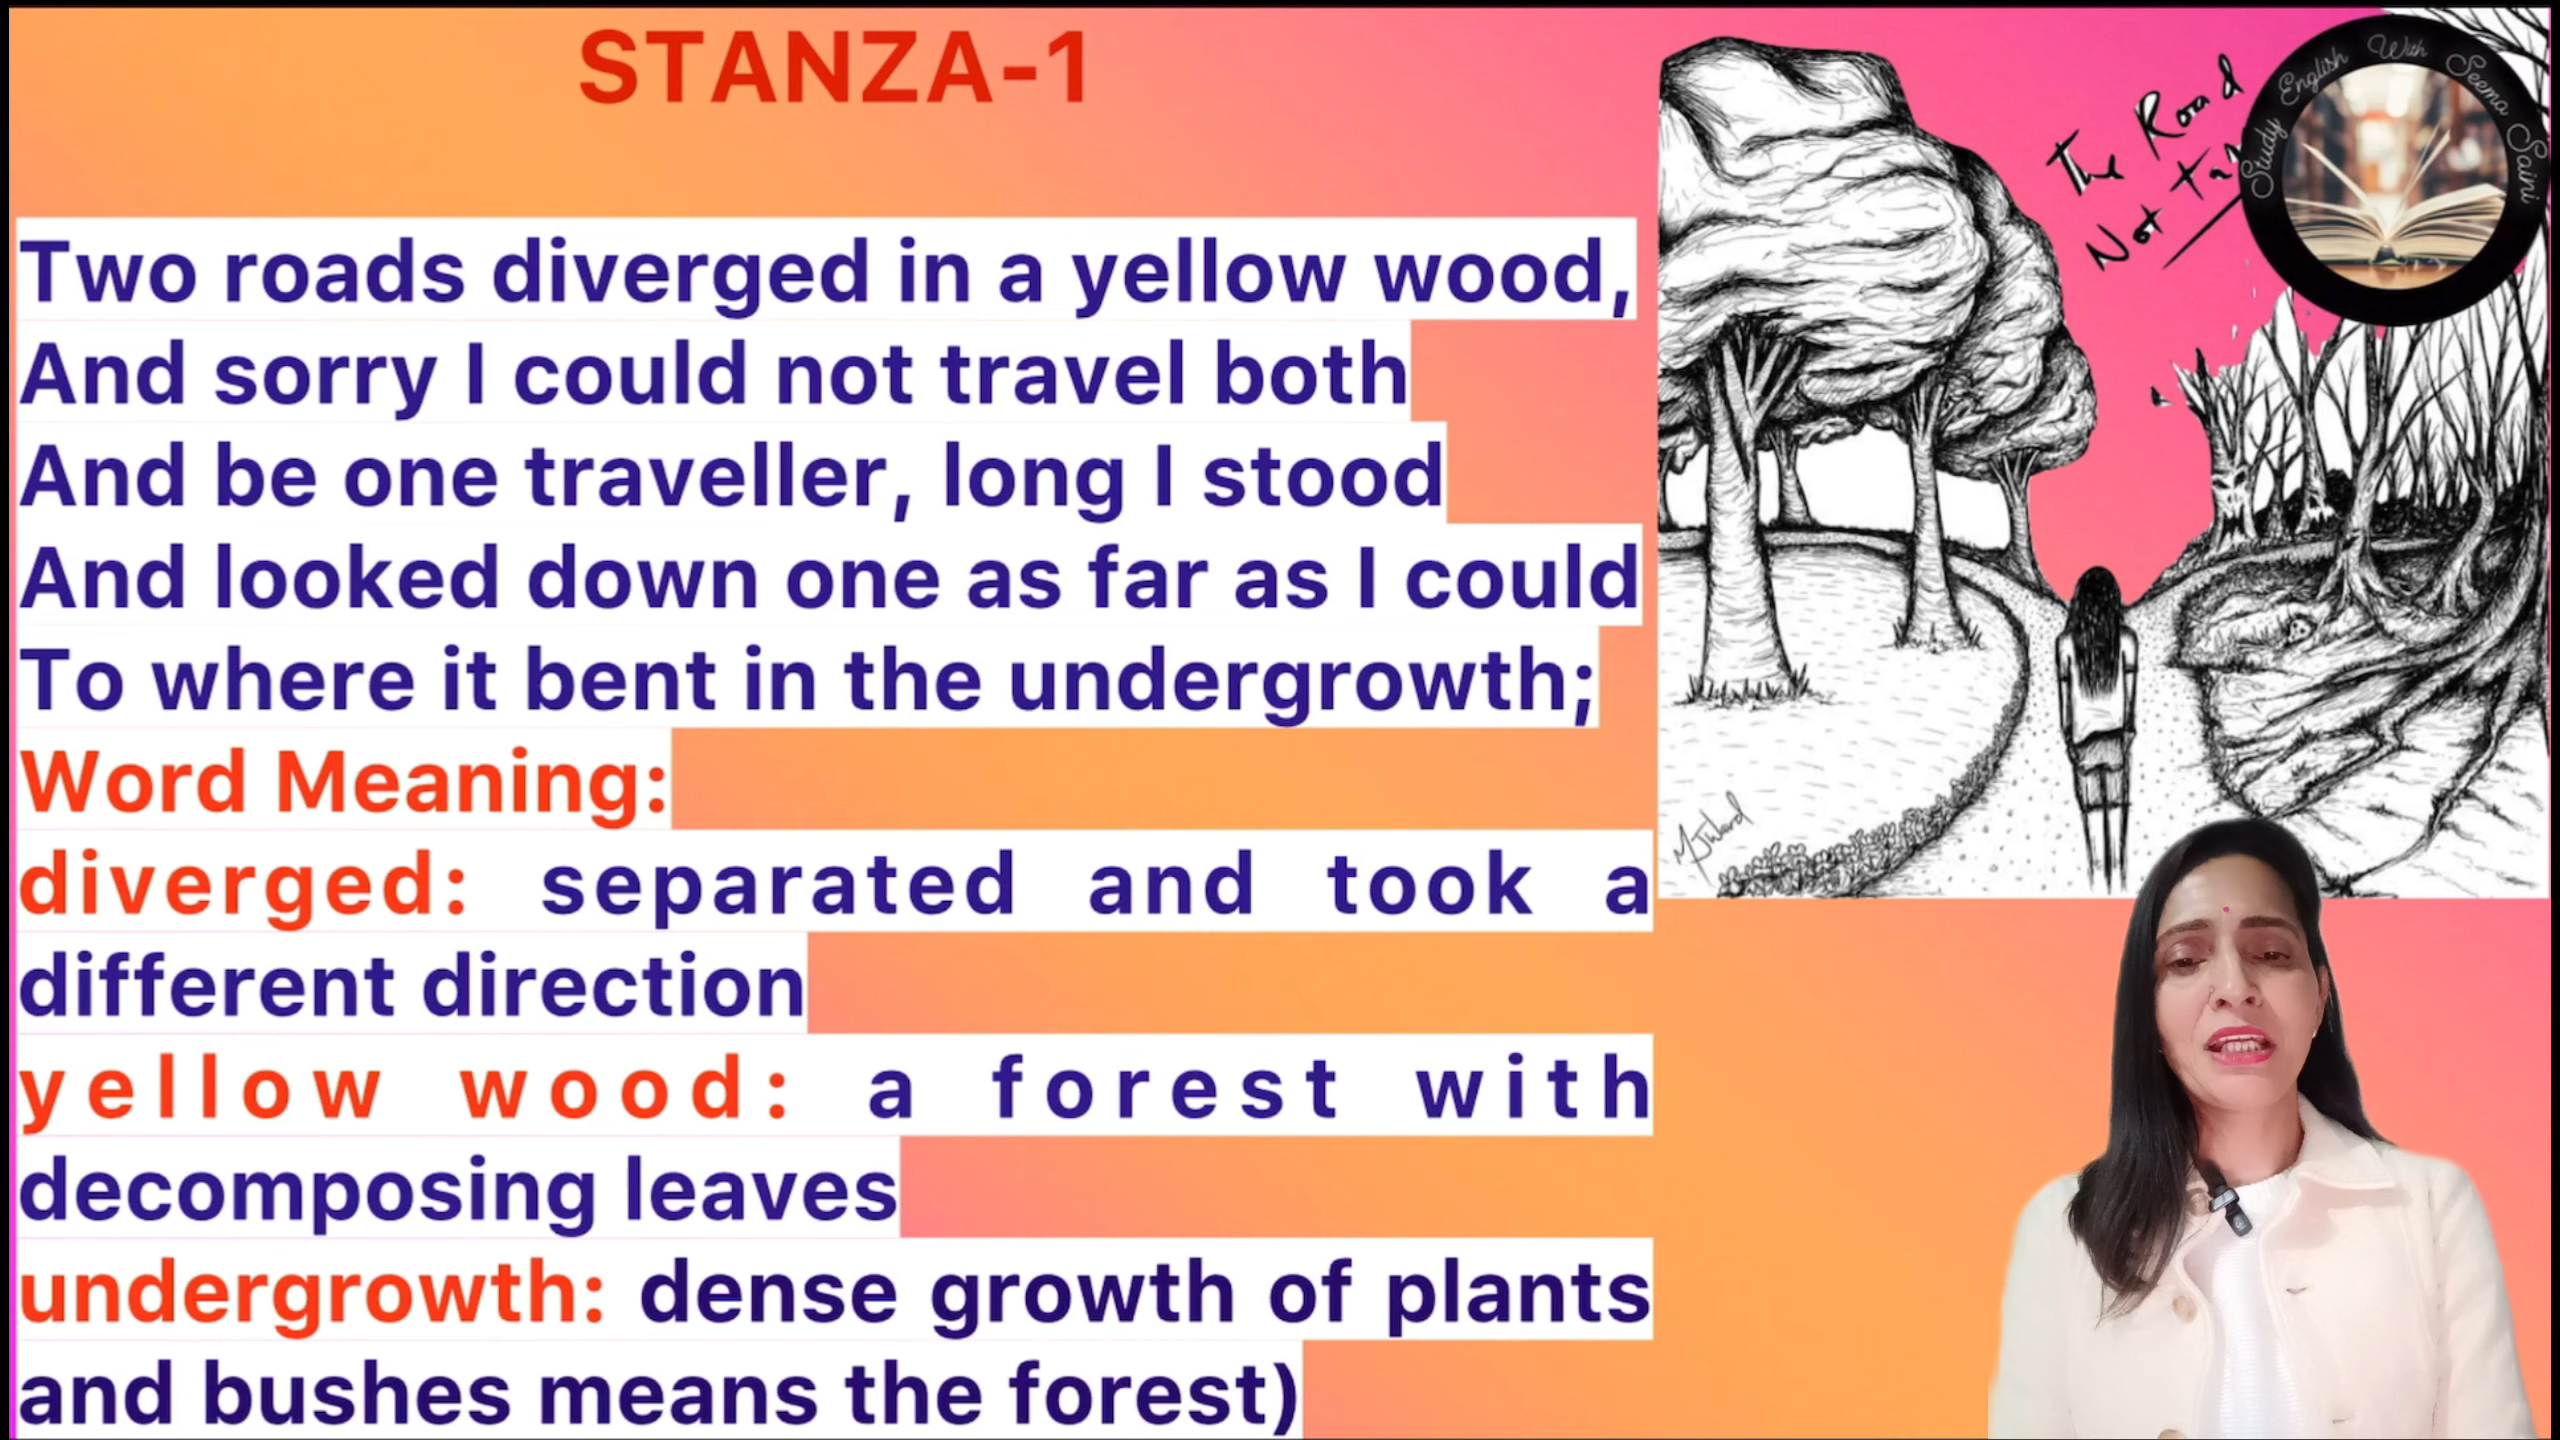 STANZA-1
Two roads diverged in a yellow wood,
And sorry I could not travel both
And be one traveller, long I stood
And looked down one as far as I could
To where it bent in the undergrowth;
Word Meaning:
diverged: separated and took a
different direction
yellow wood: a forest with
decomposing leaves
undergrowth: dense growth of plants
and bushes means the forest)
The Road
Not
Study English With Seema Saini
MJWard